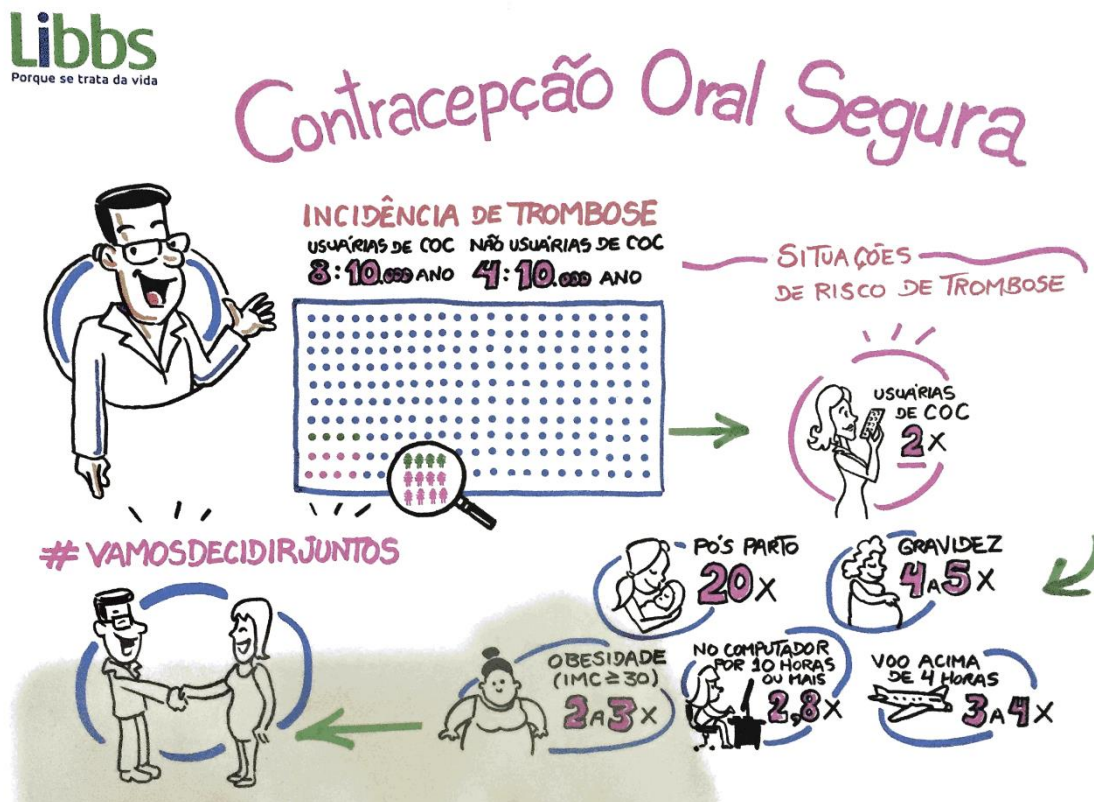 Libbs
Porque se trata da vida
Contracepção Oral Segura
INCIDÊNCIA DE TROMBOSE
USUÁRIAS DE COC NÃO USUÁRIAS DE COC
8:10.000 ANO 4:10.000 ANO
SITUAÇÕES
DE RISCO DE TROMBOSE
USUÁRIAS
DE COC
2X
#VAMOSDECIDIRJUNTOS
PÓS PARTO
20X
GRAVIDEZ
4A5X
OBESIDADE
(IMC≥30)
2A3X
NO COMPUTADOR
POR 10 HORAS
OU MAIS
2,8X
VOO ACIMA
DE 4 HORAS
3A4X